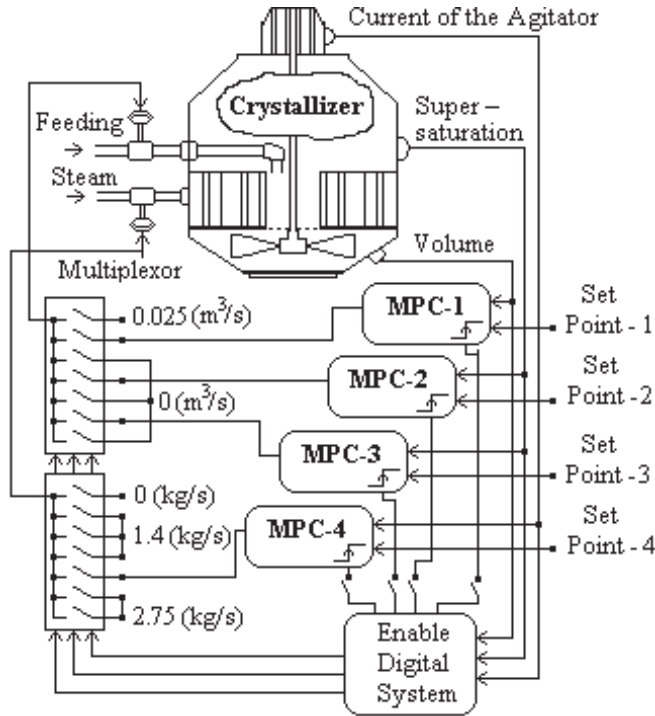 Current of the Agitator
Crystallizer
Super –
saturation
Feeding
Steam
Volume
Multiplexor
0.025 (m³/s)
MPC-1
Set
Point - 1
MPC-2
Set
Point - 2
0 (m³/s)
MPC-3
Set
Point - 3
0 (kg/s)
1.4 (kg/s)
MPC-4
Set
Point - 4
2.75 (kg/s)
Enable
Digital
System